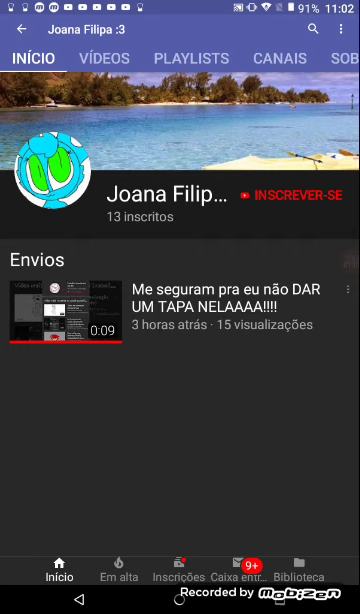 91% 11:02
Joana Filipa :3
INÍCIO VÍDEOS PLAYLISTS CANAIS SOB
Joana Filip... INSCREVER-SE
13 inscritos
Envios
Me seguram pra eu não DAR
UM TAPA NELAAAA!!!!
3 horas atrás · 15 visualizações
0:09
9+
Início Em alta Inscrições Caixa entr... Biblioteca
Recorded by mobizen